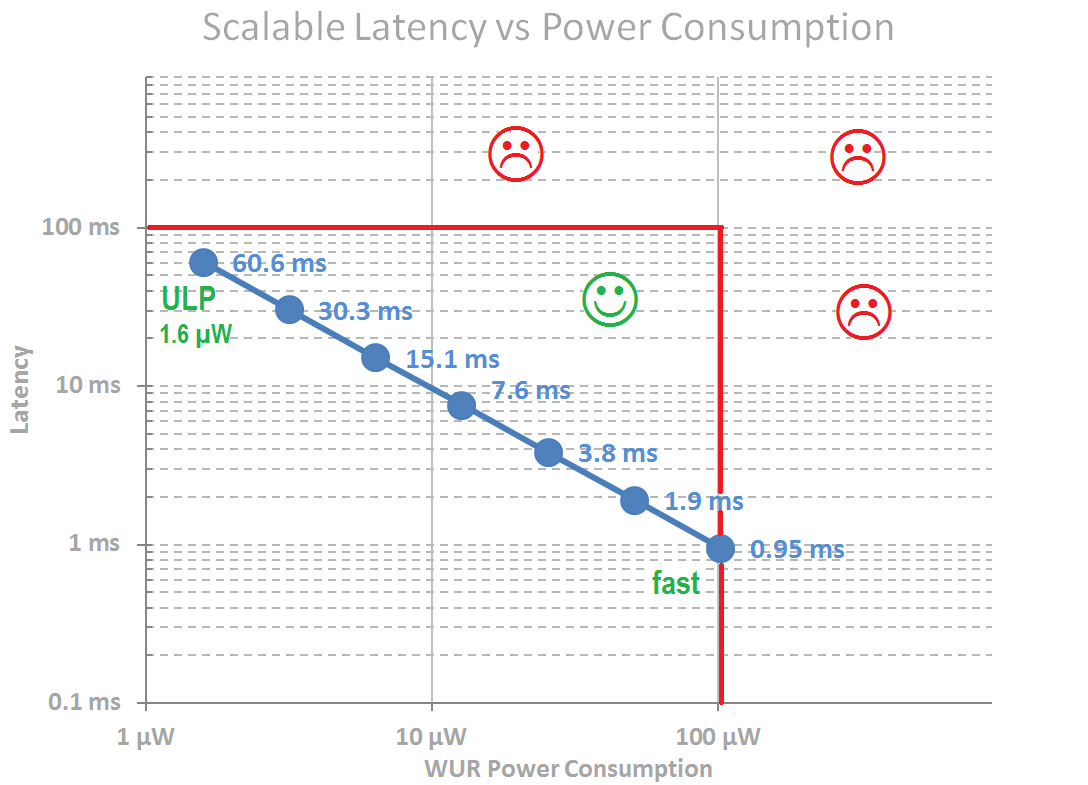 Scalable Latency vs Power Consumption
100 ms
60.6 ms
ULP
1.6 µW
30.3 ms
15.1 ms
10 ms
7.6 ms
Latency
3.8 ms
1.9 ms
1 ms
0.95 ms
fast
0.1 ms
1 µW
10 µW
100 µW
WUR Power Consumption